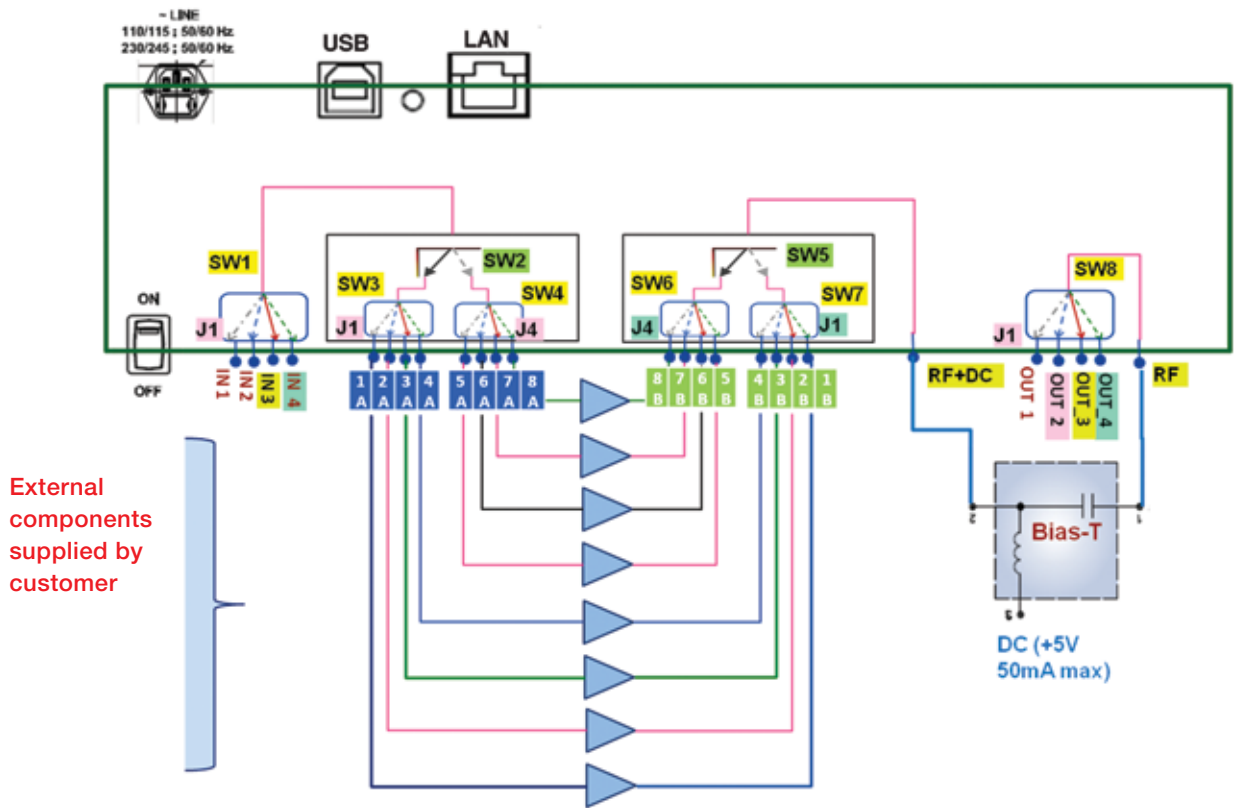 ~ LINE
110/115 ; 50/60 Hz.
230/245 ; 50/60 Hz.
USB
LAN
SW1
SW2
SW3
SW4
SW5
SW6
SW7
SW8
ON
OFF
J1
J1
J4
J4
J1
J1
IN 1
IN 2
IN 3
IN 4
1 A
2 A
3 A
4 A
5 A
6 A
7 A
8 A
8 B
7 B
6 B
5 B
4 B
3 B
2 B
1 B
RF+DC
OUT 1
OUT_2
OUT_3
OUT_4
RF
External
components
supplied by
customer
2
1
Bias-T
3
DC (+5V
50mA max)